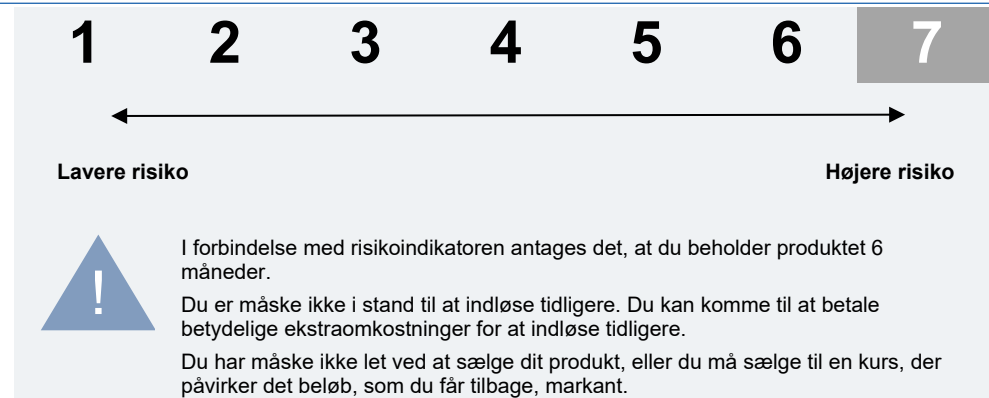 1 2 3 4 5 6 7
Lavere risiko Højere risiko
!
I forbindelse med risikoindikatoren antages det, at du beholder produktet 6
måneder.
Du er måske ikke i stand til at indløse tidligere. Du kan komme til at betale
betydelige ekstraomkostninger for at indløse tidligere.
Du har måske ikke let ved at sælge dit produkt, eller du må sælge til en kurs, der
påvirker det beløb, som du får tilbage, markant.